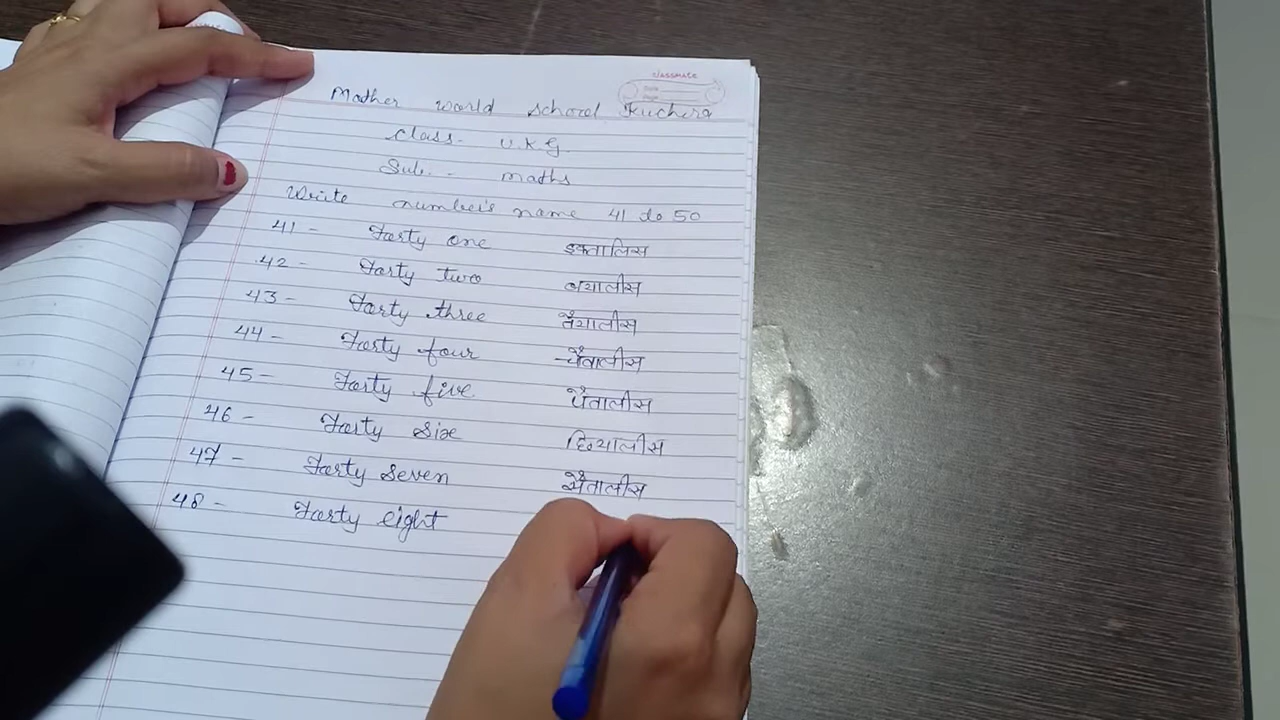 classmate
Mother world school Kuchera
Class- U.K.G.
Sub. - maths
Write number's name 41 to 50
41 - Forty one इक्तालिस
42 - Forty two बयालीस
43 - Forty three तैयालीस
44 - Forty four चैवालीस
45 - Forty five पैतालीस
46 - Forty six छियालीस
47 - Forty seven सैतालीस
48 - Forty eight